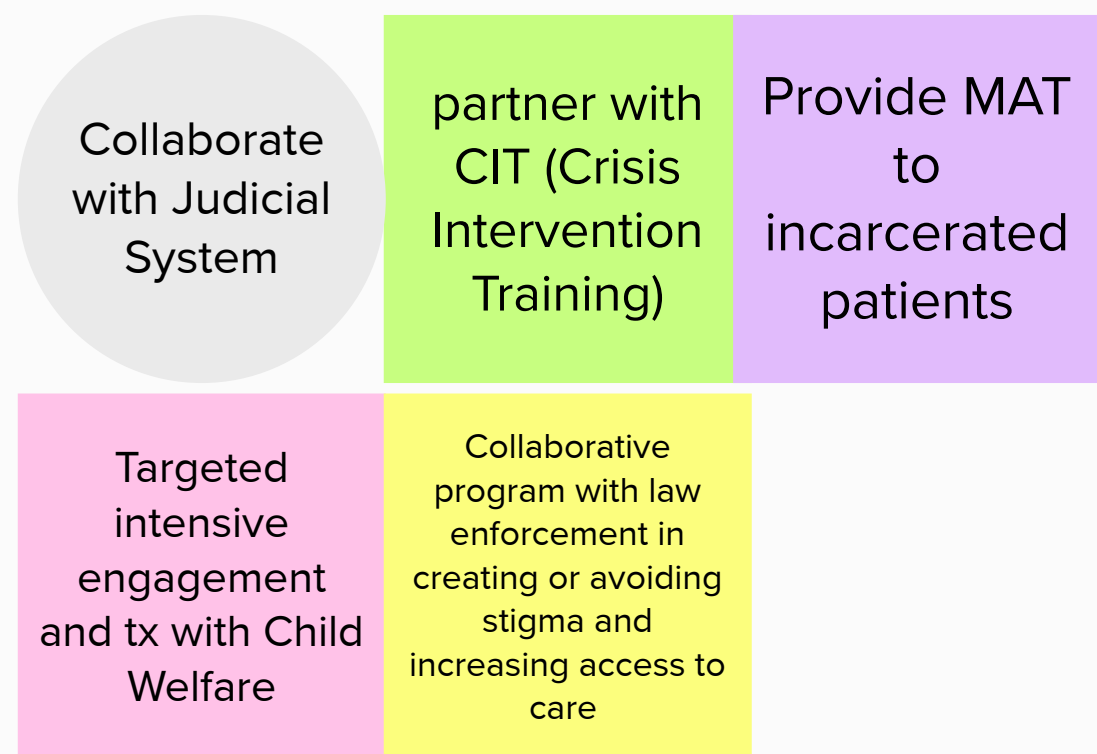 Collaborate
with Judicial
System
partner with
CIT (Crisis
Intervention
Training)
Provide MAT
to
incarcerated
patients
Targeted
intensive
engagement
and tx with Child
Welfare
Collaborative
program with law
enforcement in
creating or avoiding
stigma and
increasing access to
care